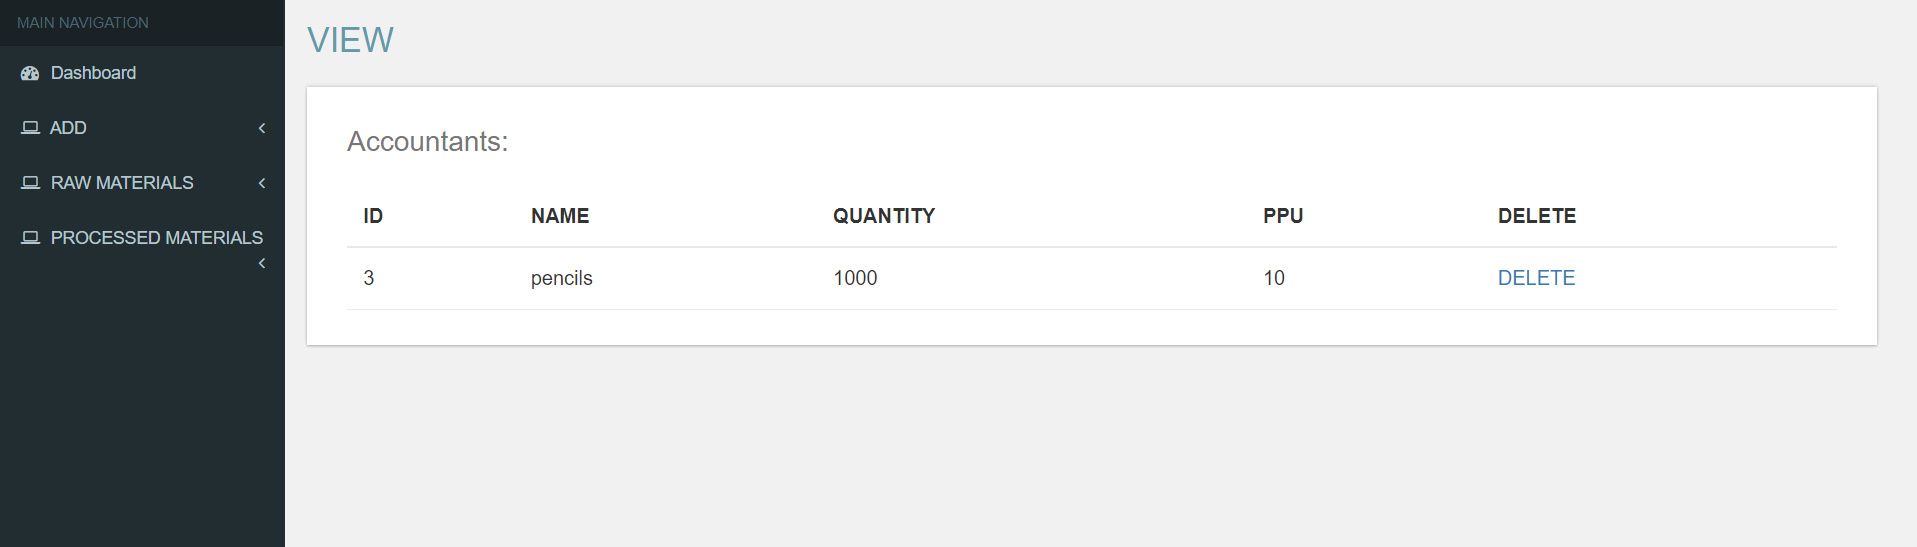 MAIN NAVIGATION
Dashboard
ADD
RAW MATERIALS
PROCESSED MATERIALS
VIEW
Accountants:
ID NAME QUANTITY PPU DELETE
3 pencils 1000 10 DELETE